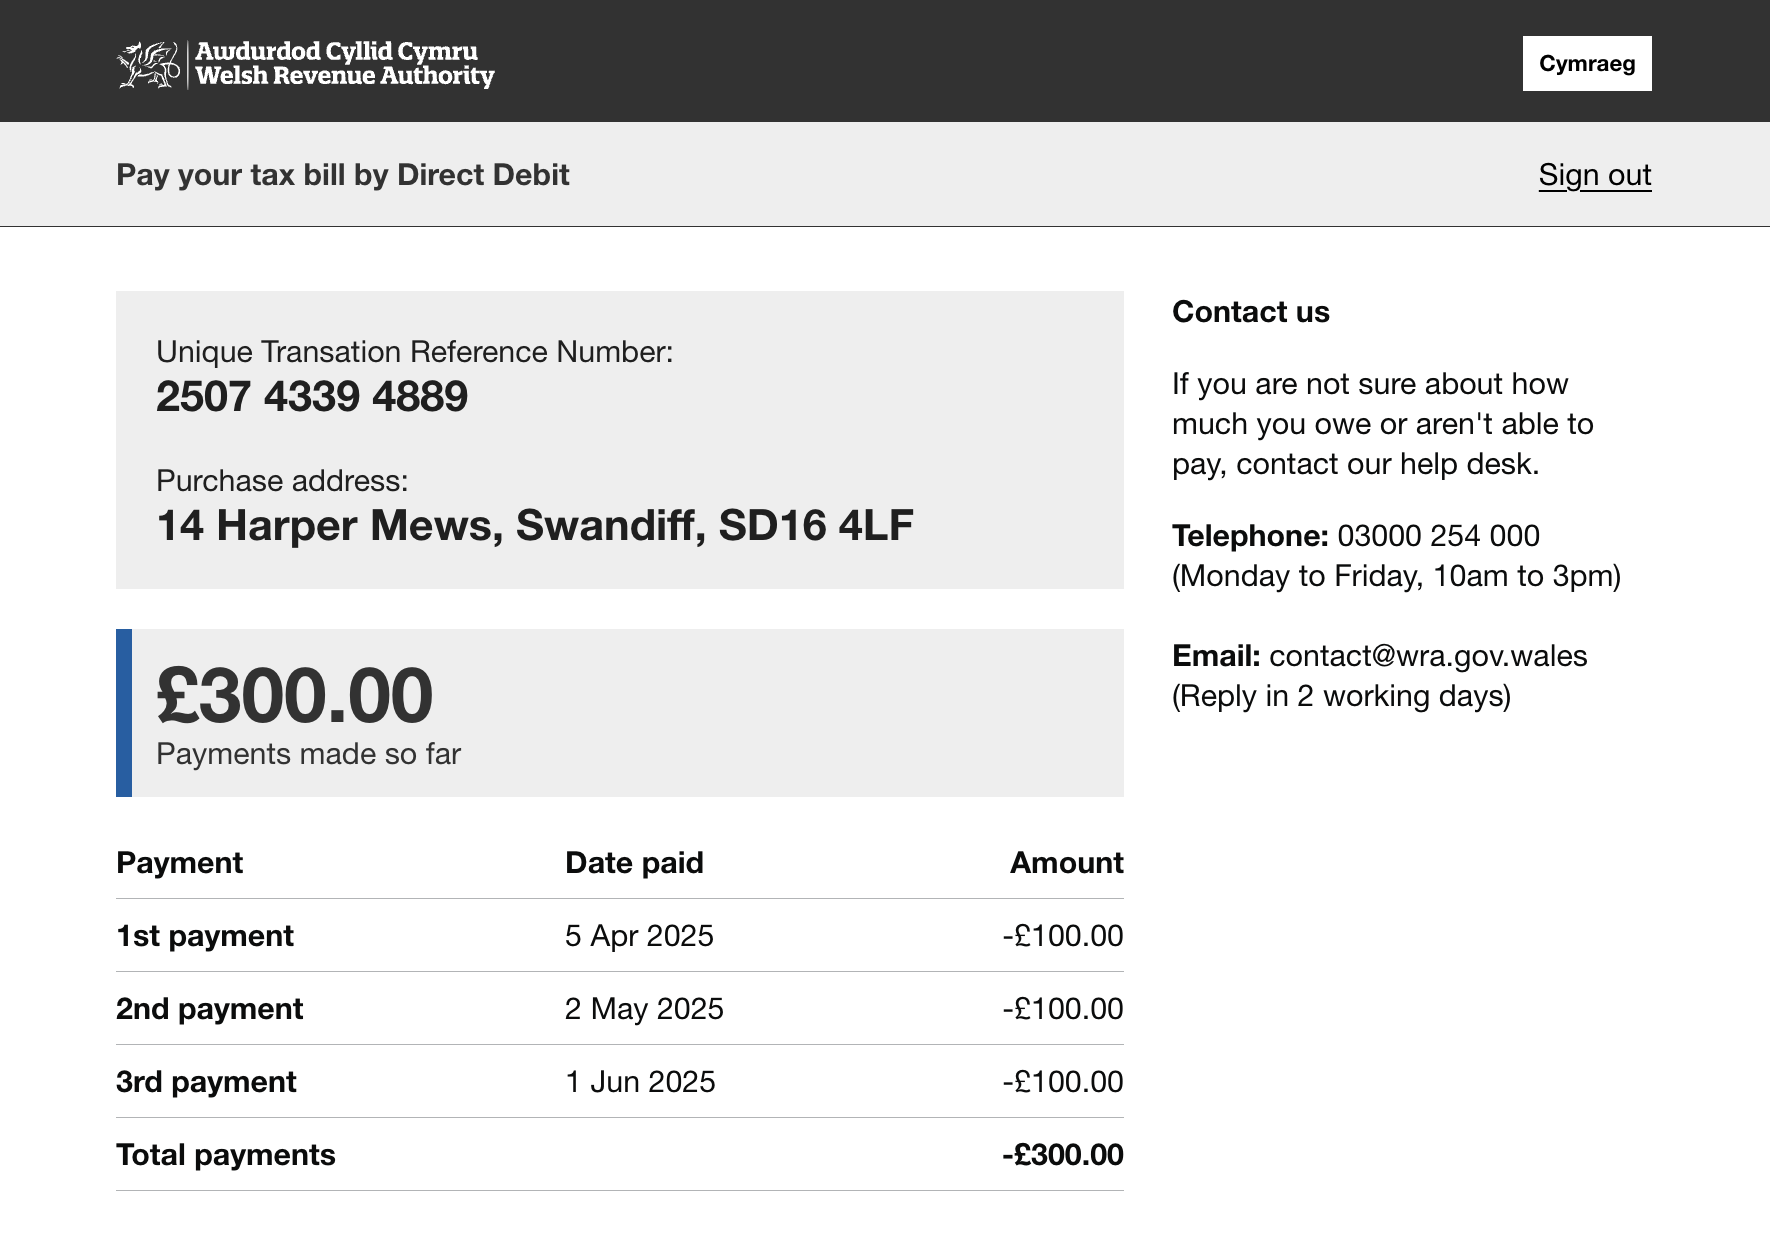 Awdurdod Cyllid Cymru
Welsh Revenue Authority
Cymraeg
Pay your tax bill by Direct Debit
Sign out
Unique Transation Reference Number:
2507 4339 4889
Purchase address:
14 Harper Mews, Swandiff, SD16 4LF
£300.00
Payments made so far
Payment Date paid Amount
1st payment 5 Apr 2025 -£100.00
2nd payment 2 May 2025 -£100.00
3rd payment 1 Jun 2025 -£100.00
Total payments -£300.00
Contact us
If you are not sure about how
much you owe or aren't able to
pay, contact our help desk.
Telephone: 03000 254 000
(Monday to Friday, 10am to 3pm)
Email: contact@wra.gov.wales
(Reply in 2 working days)